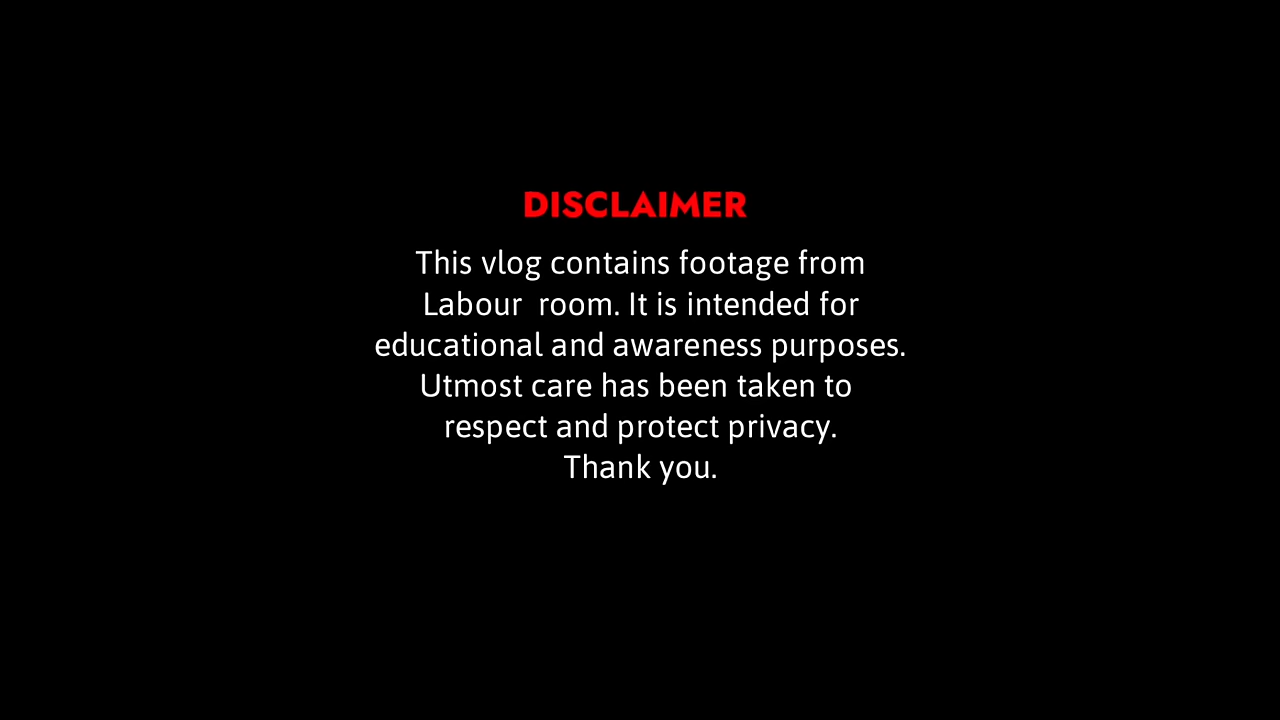 DISCLAIMER
This vlog contains footage from
Labour  room. It is intended for
educational and awareness purposes.
Utmost care has been taken to
respect and protect privacy.
Thank you.